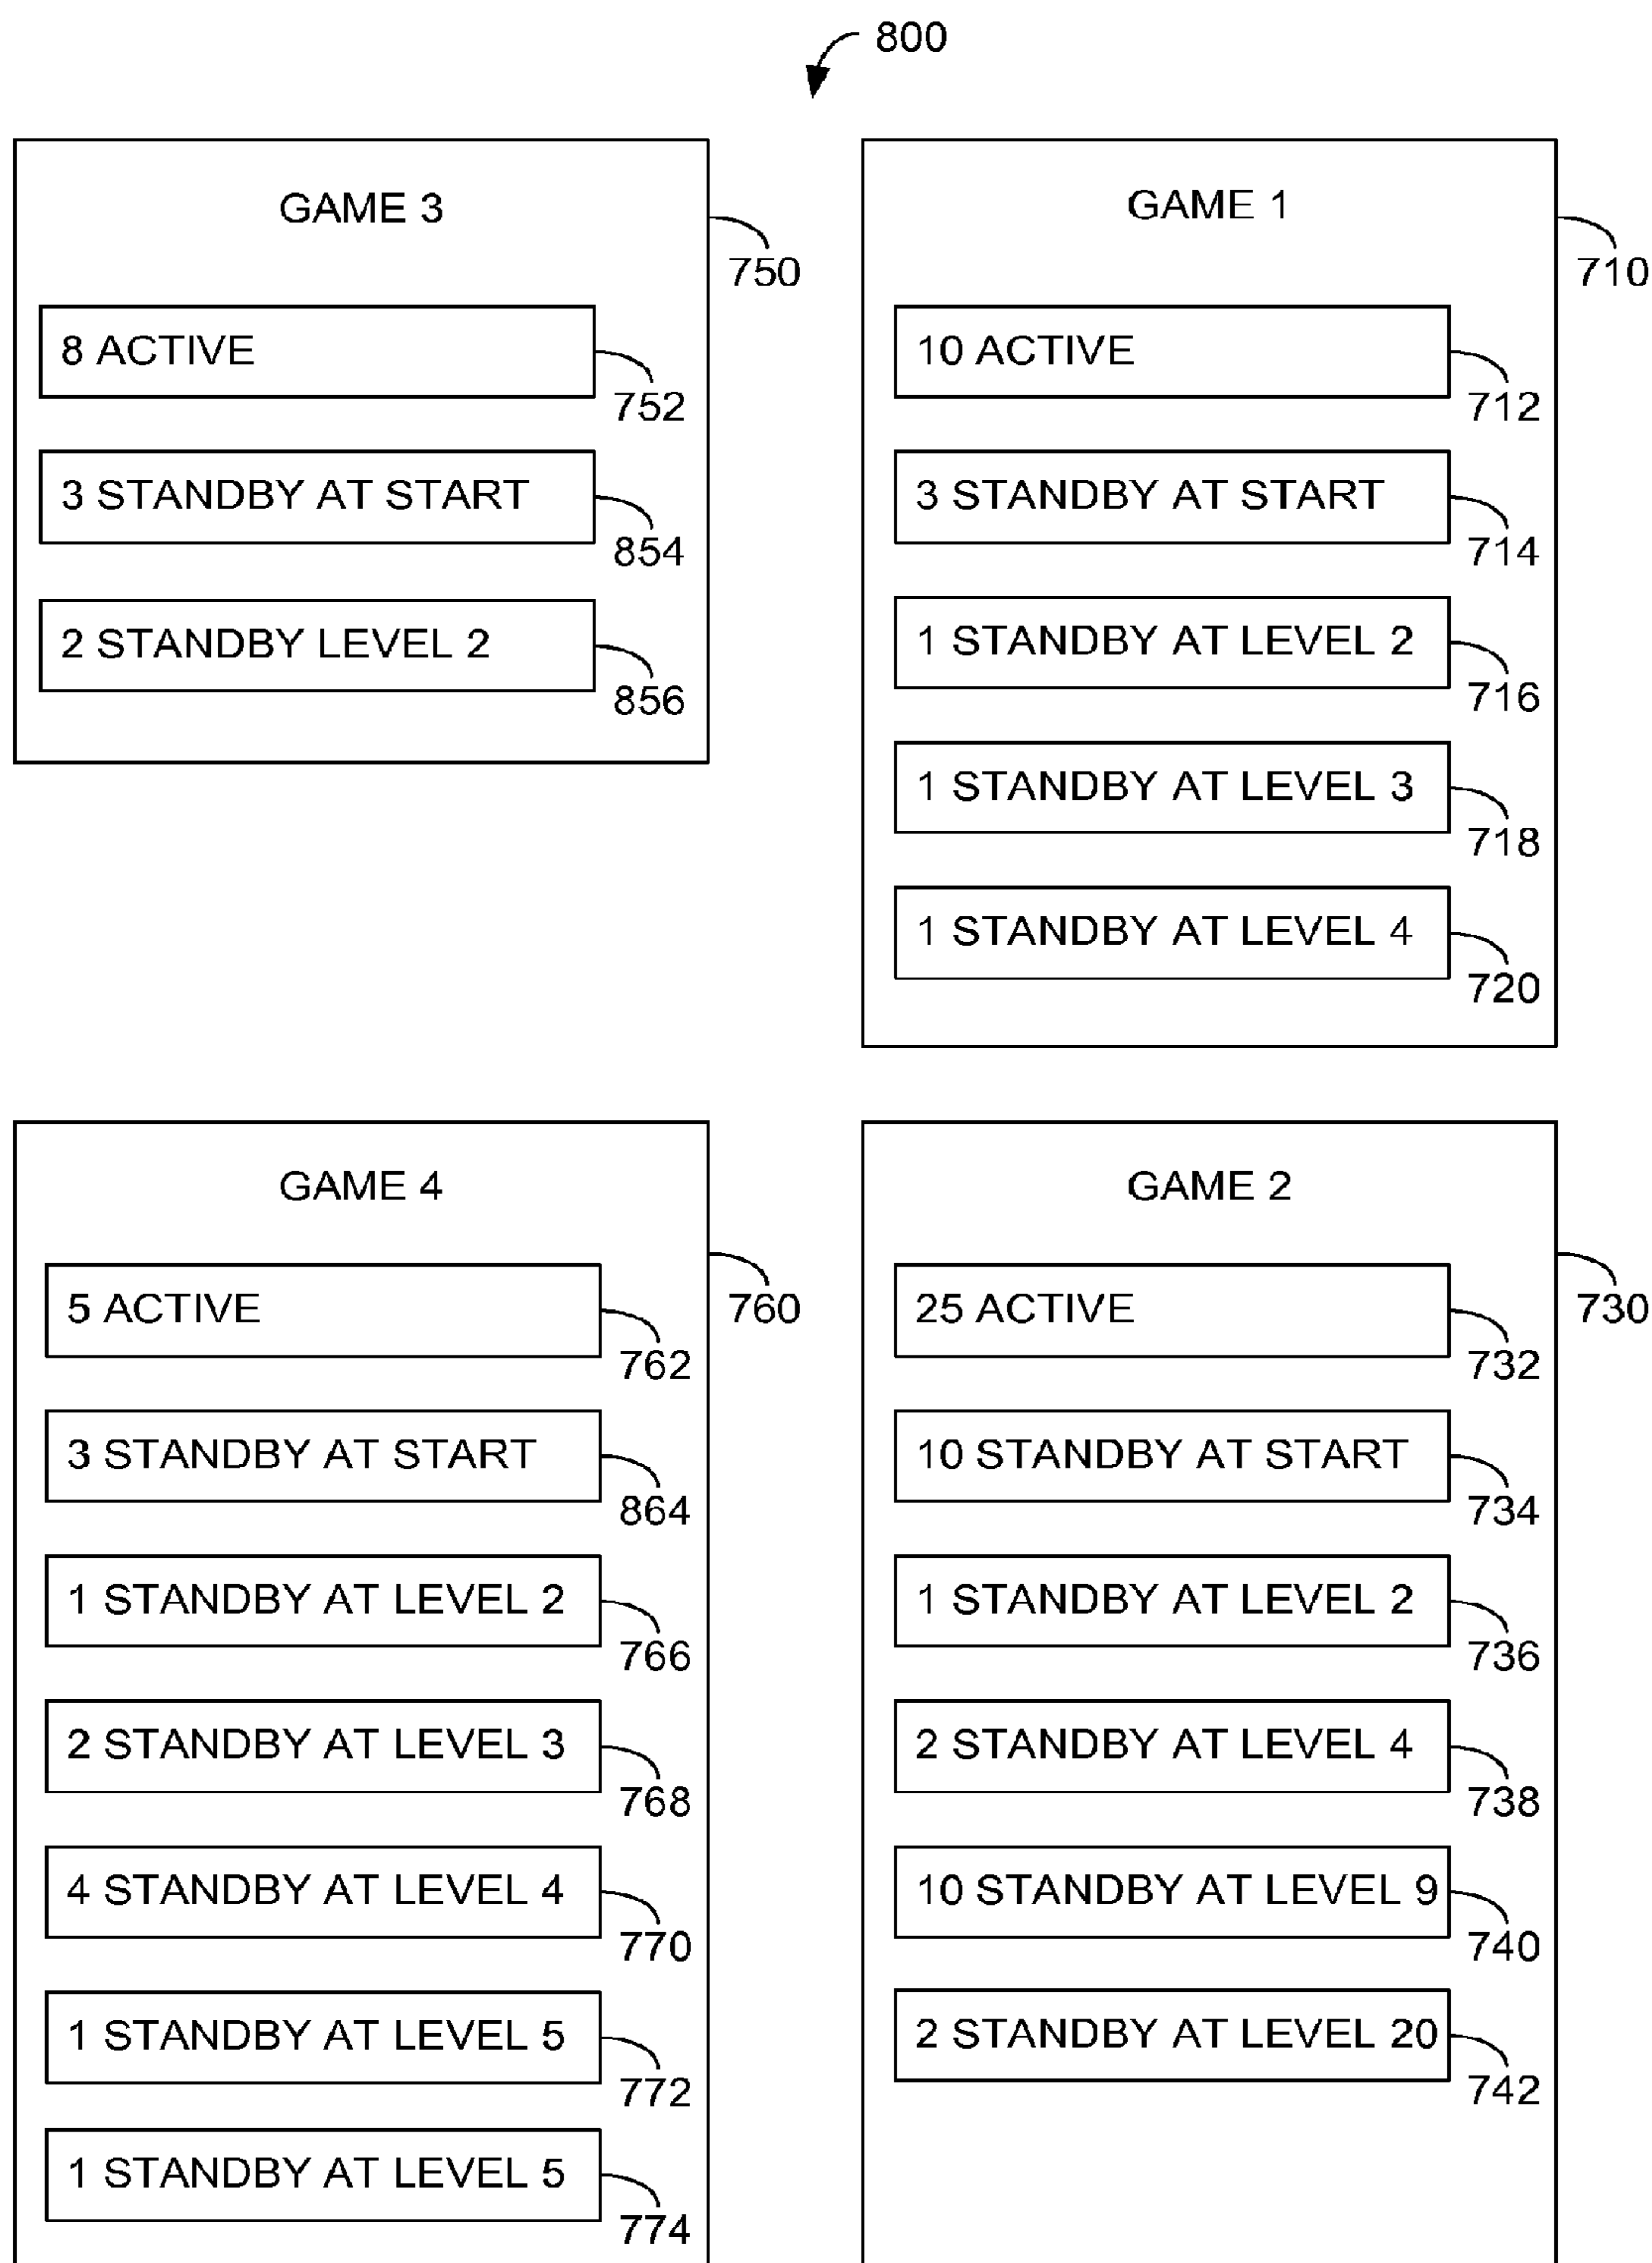 800
GAME 3
750
8 ACTIVE
752
3 STANDBY AT START
854
2 STANDBY LEVEL 2
856
GAME 1
710
10 ACTIVE
712
3 STANDBY AT START
714
1 STANDBY AT LEVEL 2
716
1 STANDBY AT LEVEL 3
718
1 STANDBY AT LEVEL 4
720
GAME 4
760
5 ACTIVE
762
3 STANDBY AT START
864
1 STANDBY AT LEVEL 2
766
2 STANDBY AT LEVEL 3
768
4 STANDBY AT LEVEL 4
770
1 STANDBY AT LEVEL 5
772
1 STANDBY AT LEVEL 5
774
GAME 2
730
25 ACTIVE
732
10 STANDBY AT START
734
1 STANDBY AT LEVEL 2
736
2 STANDBY AT LEVEL 4
738
10 STANDBY AT LEVEL 9
740
2 STANDBY AT LEVEL 20
742